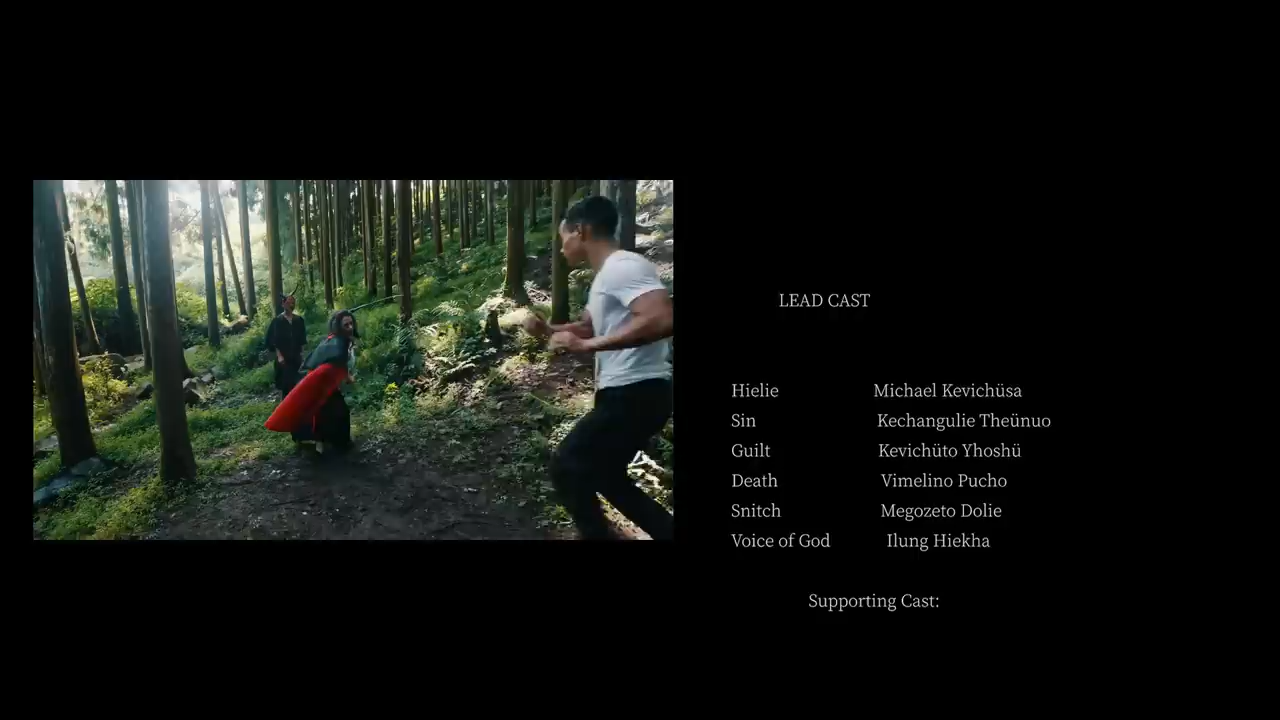 LEAD CAST
Hielie Michael Kevichüsa
Sin Kechangulie Theünuo
Guilt Kevichüto Yhoshü
Death Vimelino Pucho
Snitch Megozeto Dolie
Voice of God Ilung Hiekha
Supporting Cast: